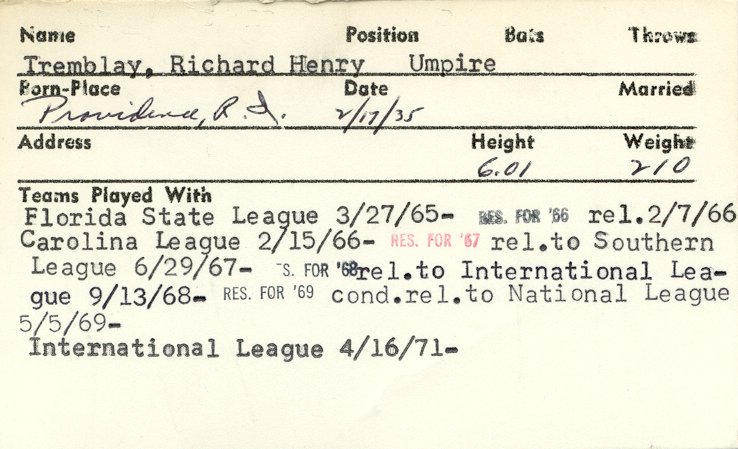 Name Position Bats Throws
Tremblay, Richard Henry Umpire
Born-Place Date Married
Providence, R.I. 2/17/35
Address Height Weight
6.01 210
Teams Played With
Florida State League 3/27/65- RES. FOR '66 rel.2/7/66
Carolina League 2/15/66- RES. FOR '67 rel.to Southern
League 6/29/67- S. FOR '68 rel.to International Lea-
gue 9/13/68- RES. FOR '69 cond.rel.to National League
5/5/69-
International League 4/16/71-